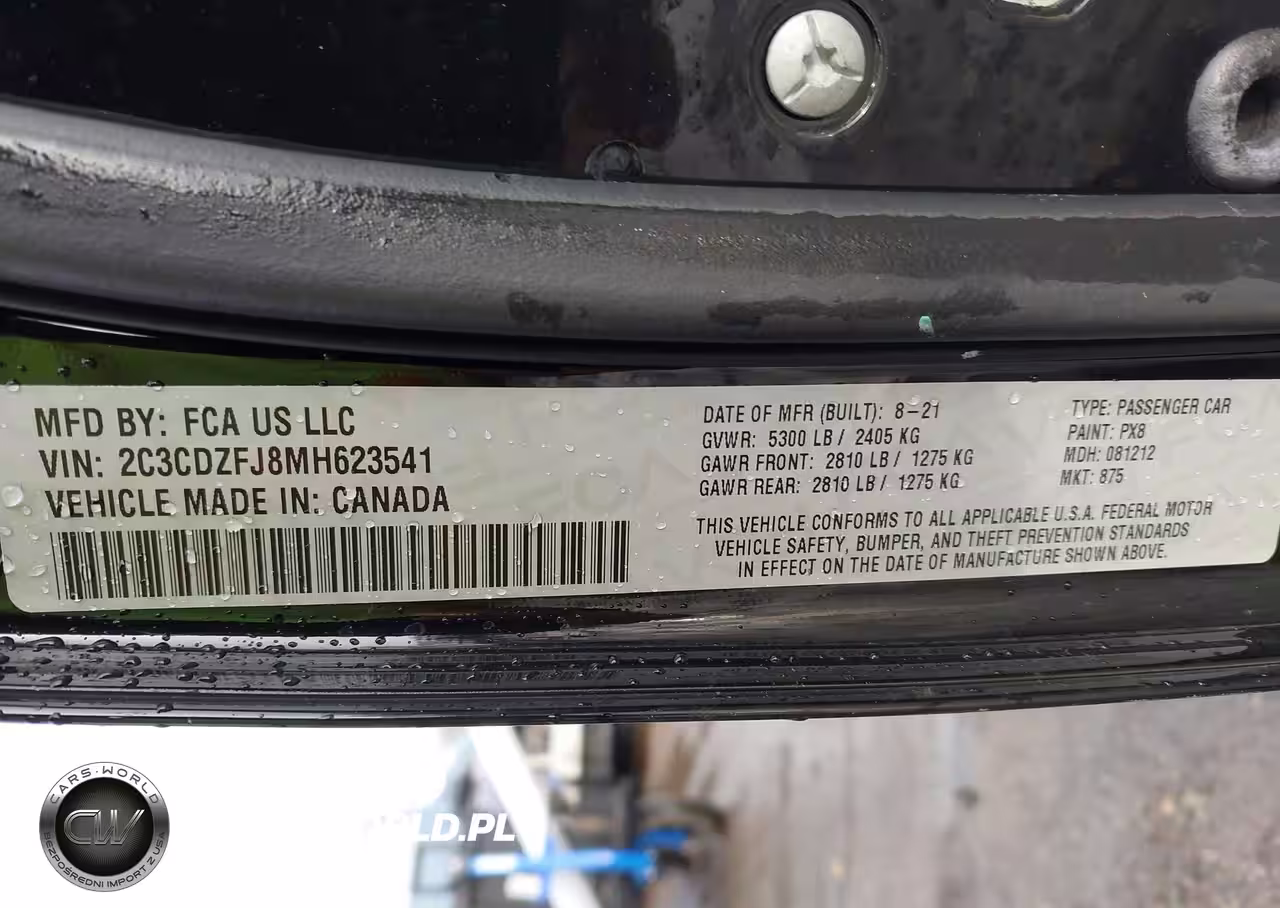 MFD BY: FCA US LLC
VIN: 2C3CDZFJ8MH623541
VEHICLE MADE IN: CANADA
DATE OF MFR (BUILT): 8-21
GVWR: 5300 LB / 2405 KG
GAWR FRONT: 2810 LB / 1275 KG
GAWR REAR: 2810 LB / 1275 KG
TYPE: PASSENGER CAR
PAINT: PX8
MDH: 081212
MKT: 875
THIS VEHICLE CONFORMS TO ALL APPLICABLE U.S.A. FEDERAL MOTOR
VEHICLE SAFETY, BUMPER, AND THEFT PREVENTION STANDARDS
IN EFFECT ON THE DATE OF MANUFACTURE SHOWN ABOVE.
CARS-WORLD
CW
BEZPOŚREDNI IMPORT Z USA
LD.PL